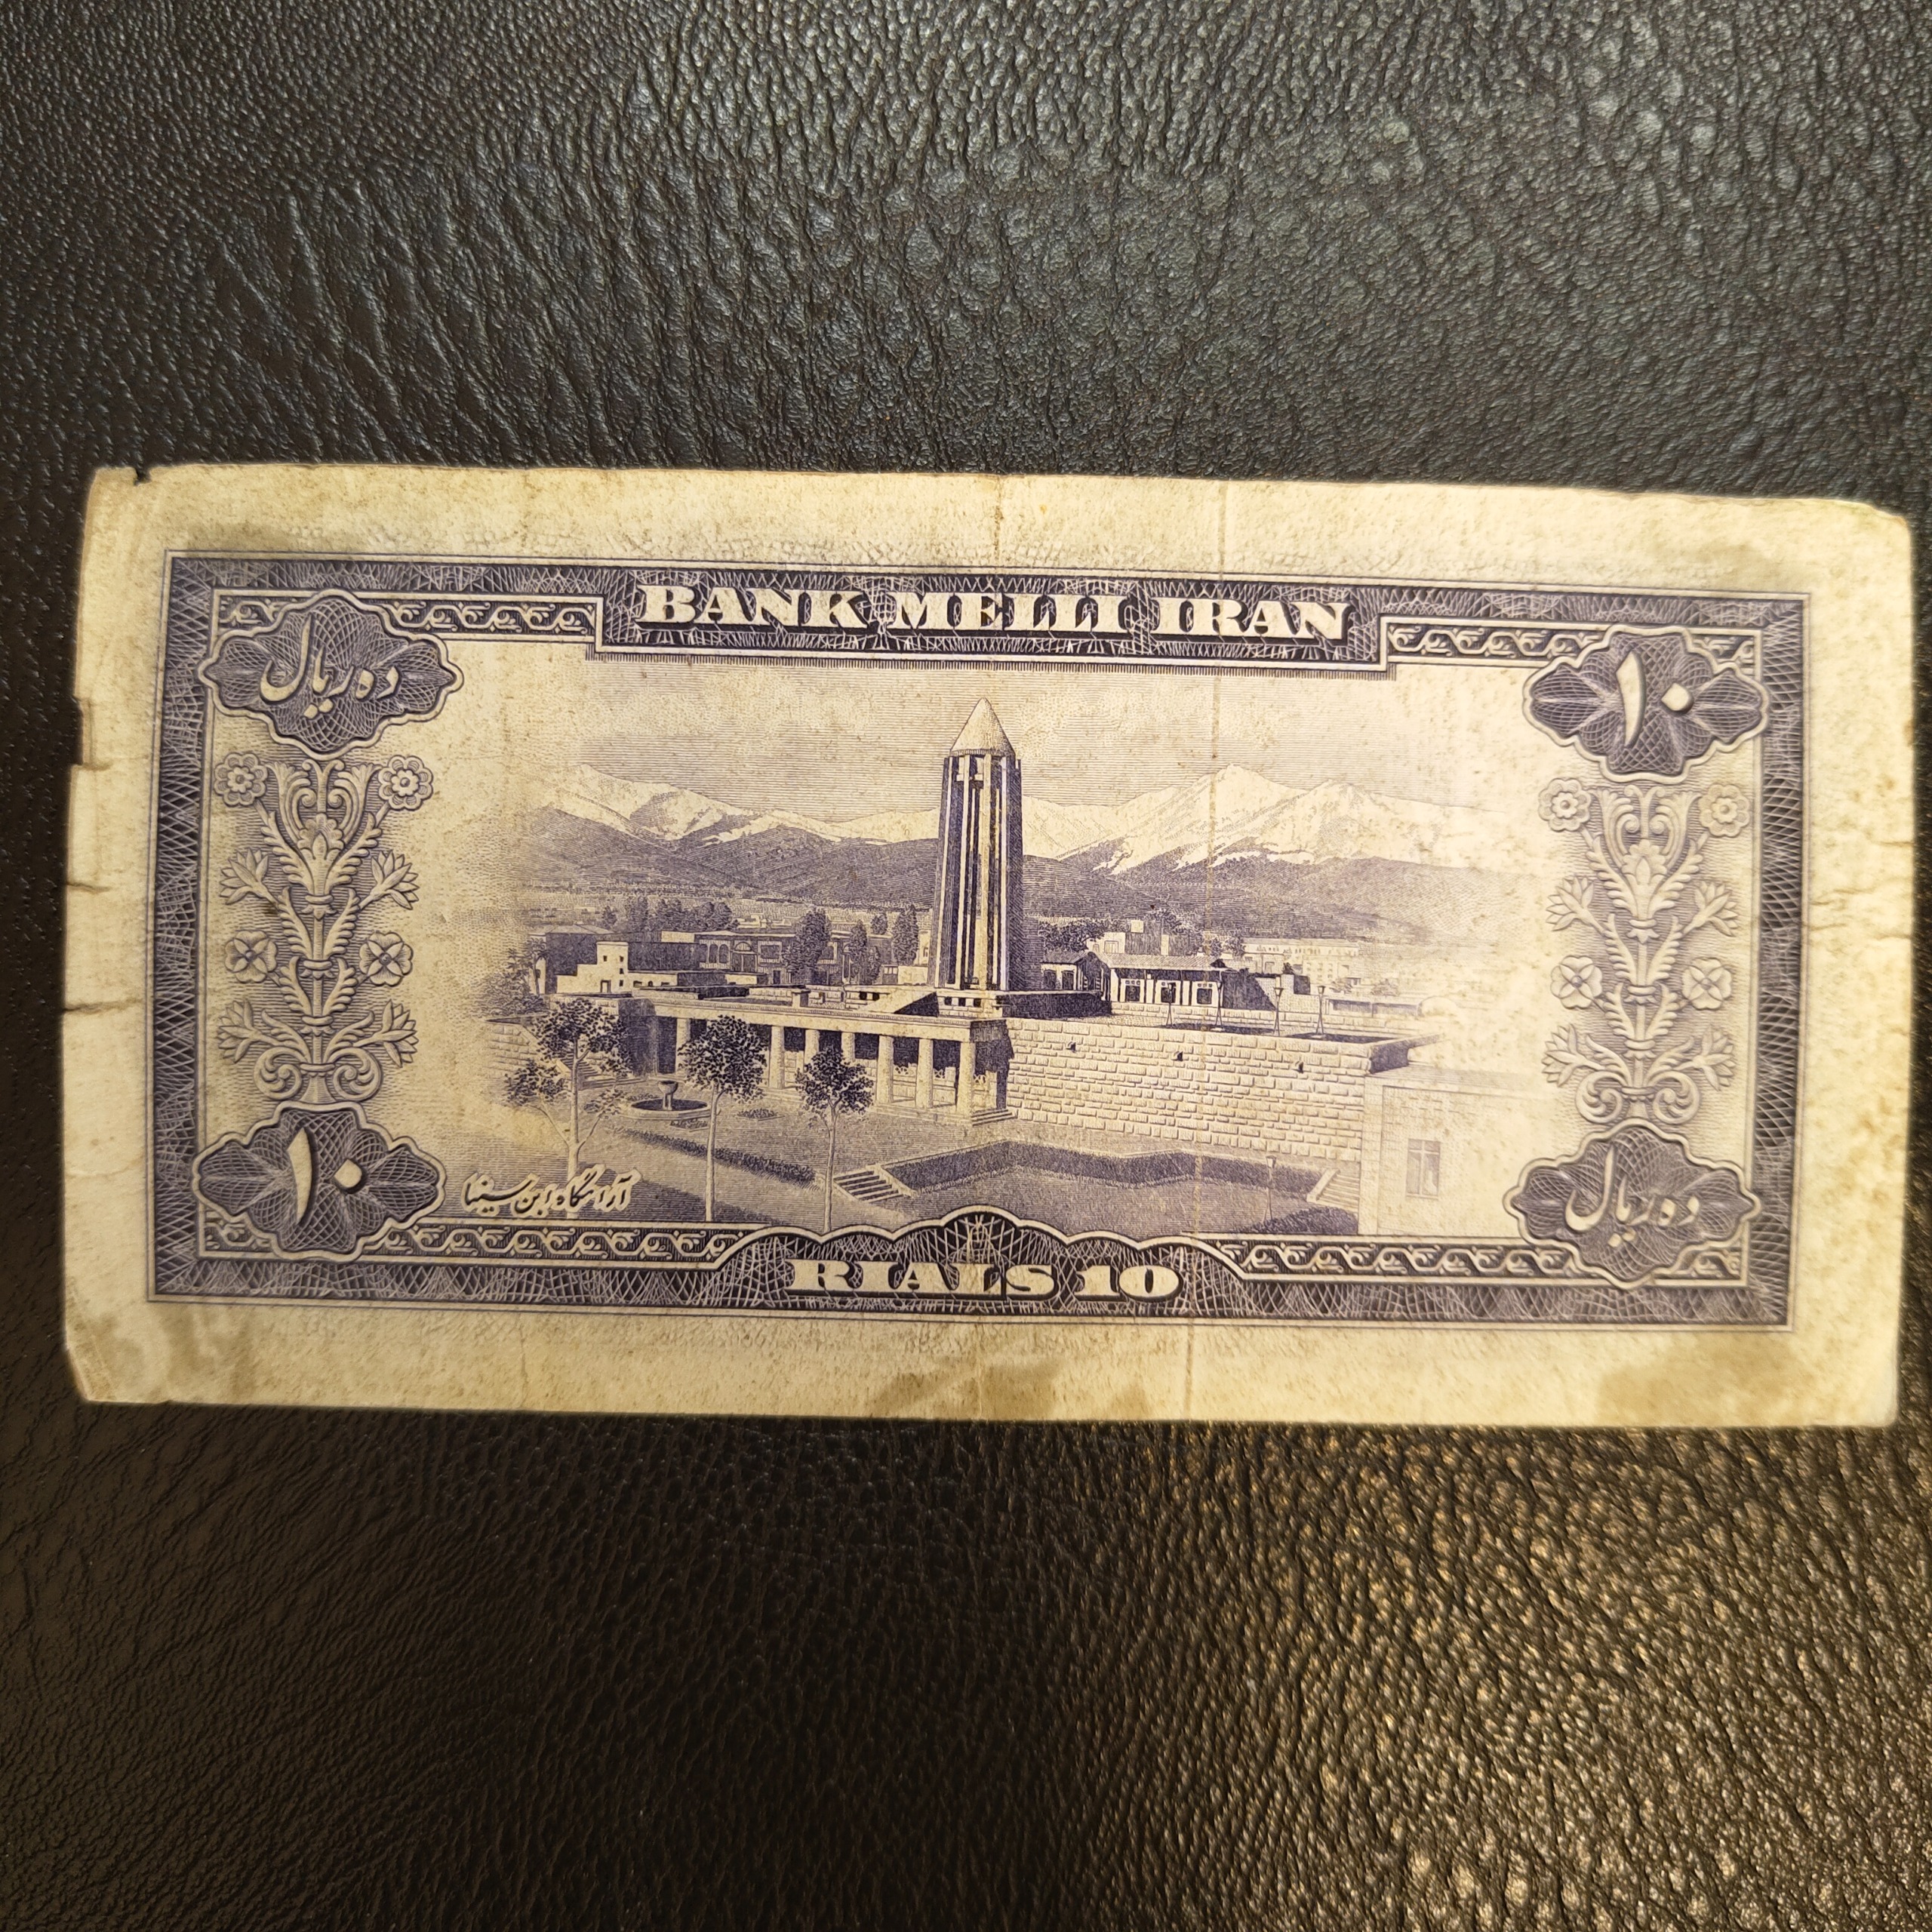 BANK MELLI IRAN
ده ریال
۱۰
۱۰
آرامگاه ابن سینا
ده ریال
RIALS 10